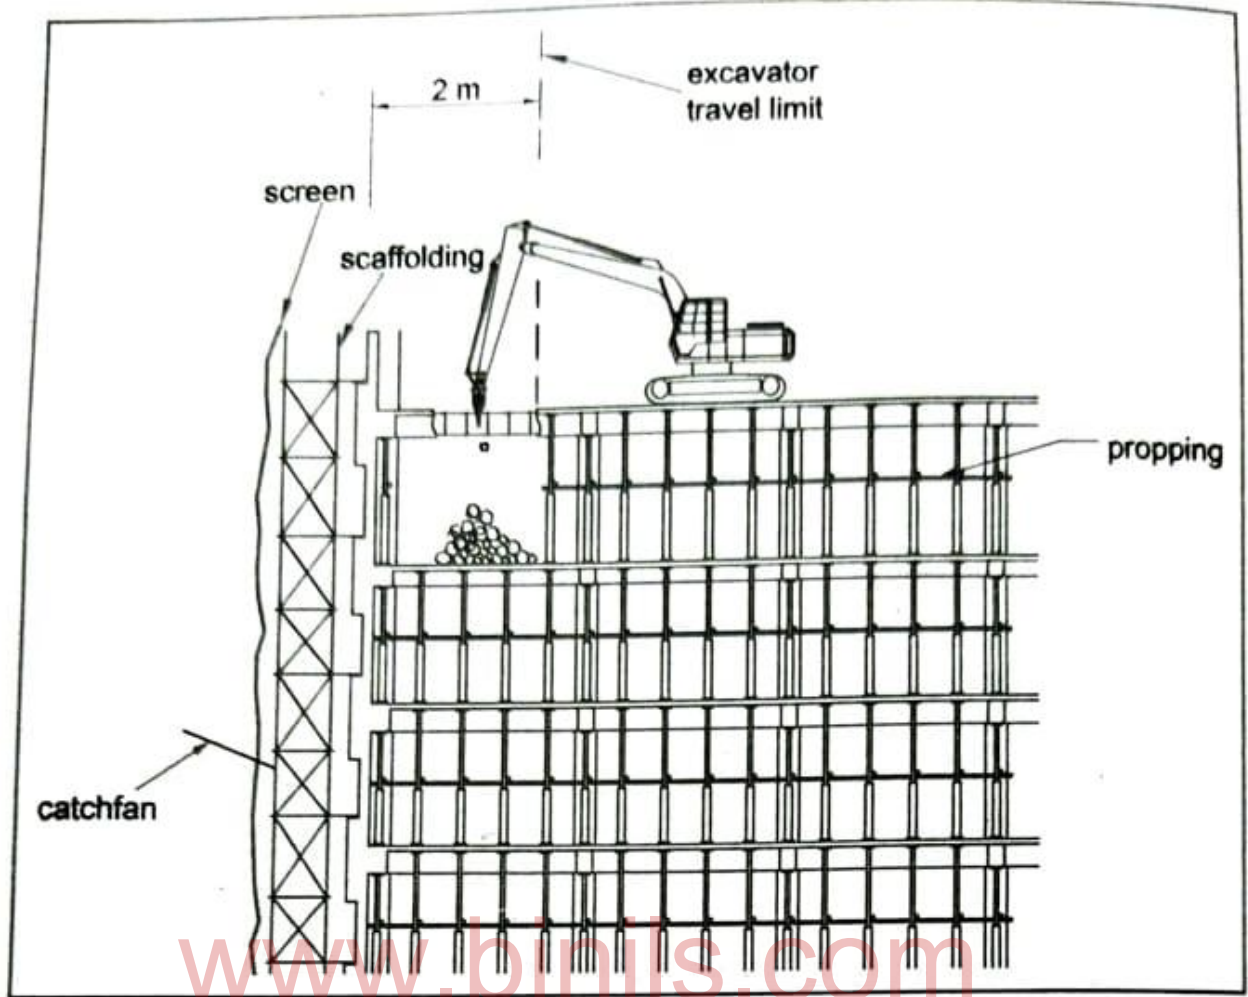 2 m
excavator
travel limit
screen
scaffolding
propping
catchfan
www.binils.com